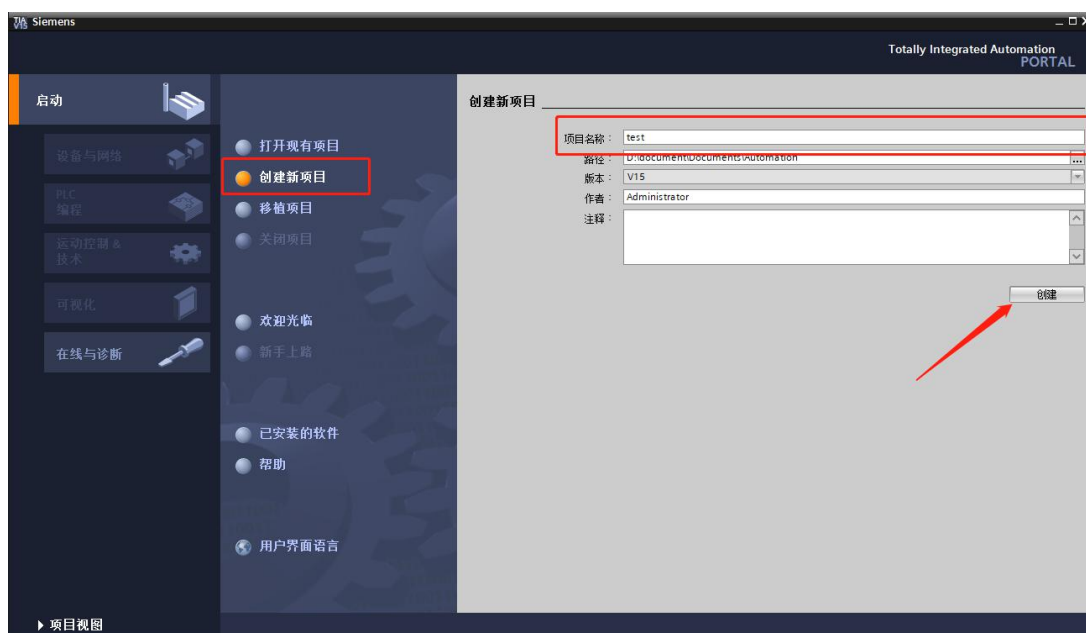 TIA
V15 Siemens
Totally Integrated Automation
PORTAL
启动
设备与网络
PLC
编程
运动控制 &
技术
可视化
在线与诊断
打开现有项目
创建新项目
移植项目
关闭项目
欢迎光临
新手上路
已安装的软件
帮助
用户界面语言
创建新项目
项目名称： test
路径： D:\document\Documents\Automation
版本： V15
作者： Administrator
注释：
创建
项目视图